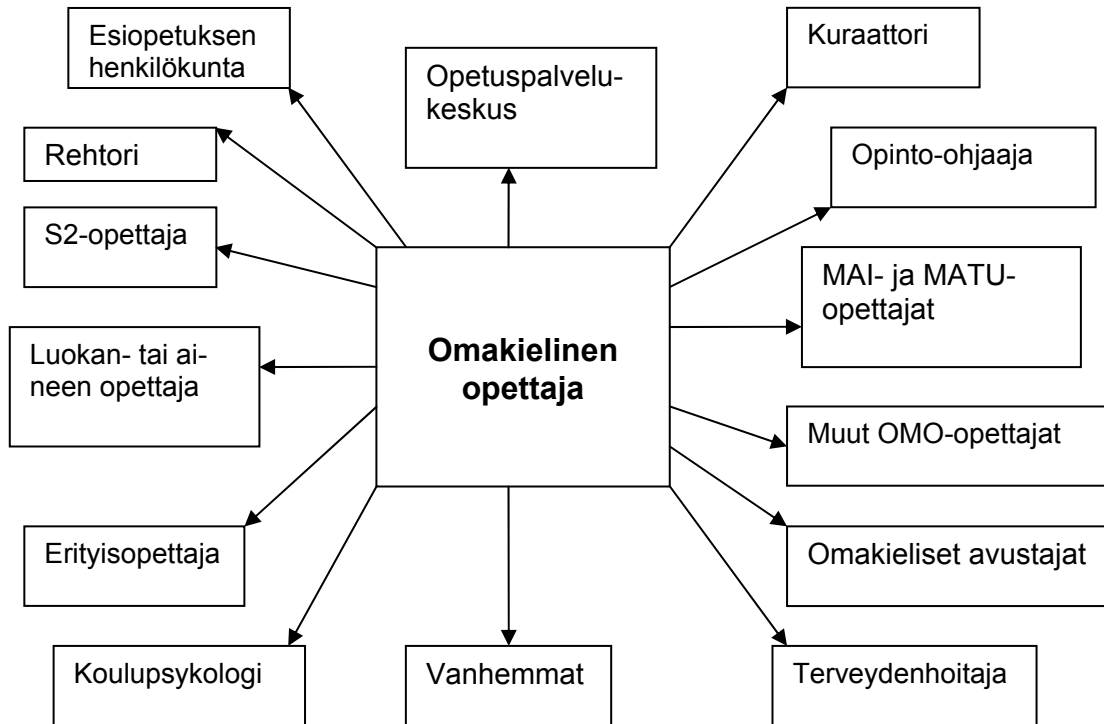 Esiopetuksen
henkilökunta
Opetuspalvelu-
keskus
Kuraattori
Rehtori
Opinto-ohjaaja
S2-opettaja
MAI- ja MATU-
opettajat
Luokan- tai ai-
neen opettaja
Omakielinen
opettaja
Muut OMO-opettajat
Erityisopettaja
Omakieliset avustajat
Koulupsykologi
Vanhemmat
Terveydenhoitaja